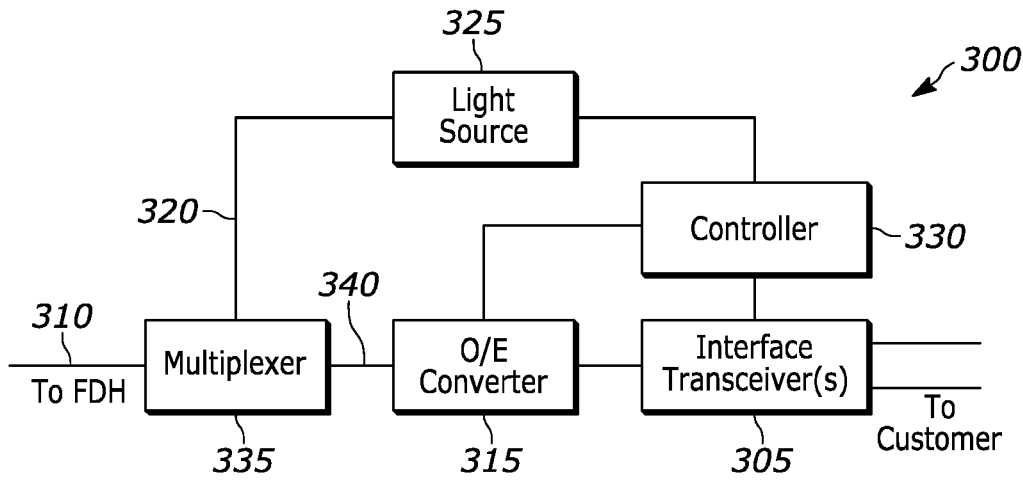 325
300
Light
Source
320
Controller
330
340
310
Multiplexer
O/E
Converter
Interface
Transceiver(s)
To FDH
To
Customer
335
315
305